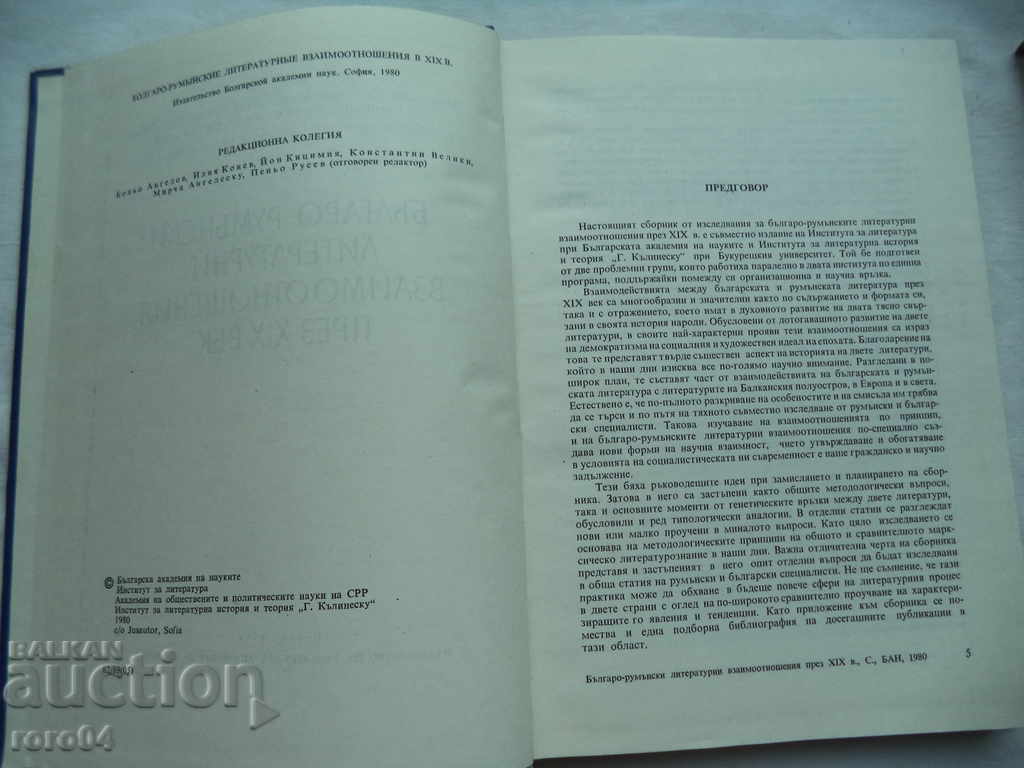 БОЛГАРО-РУМЫНСКИЕ ЛИТЕРАТУРНЫЕ ВЗАИМООТНОШЕНИЯ В XIX В.
Издательство Болгарской академии наук. София, 1980
РЕДАКЦИОННА КОЛЕГИЯ
Боньо Ангелов, Илия Конев, Йон Кицимия, Константин Велики,
Мирча Ангелеску, Пеньо Русев (отговорен редактор)
БЪЛГАРО-РУМЪНСКИ
ЛИТЕРАТУРНИ
ВЗАИМООТНОШЕНИЯ
ПРЕЗ XIX ВЕК
© Българска академия на науките
Институт за литература
Академия на обществените и политическите науки на СРР
Институт за литературна история и теория „Г. Кълинеску"
1980
c/o Jusautor, Sofia
BALKAN
auction
roro04
ПРЕДГОВОР
Настоящият сборник от изследвания за българо-румънските литературни
взаимоотношения през XIX в. е съвместно издание на Института за литература
при Българската академия на науките и Института за литературна история
и теория „Г. Кълинеску" при Букурещкия университет. Той бе подготвен
от две проблемни групи, които работиха паралелно в двата института по единна
програма, поддържайки помежду си организационна и научна връзка.
Взаимодействията между българската и румънската литература през
XIX век са многообразни и значителни както по съдържанието и формата си,
така и с отражението, което имат в духовното развитие на двата тясно свър-
зани в своята история народи. Обусловени от дотогавашното развитие на двете
литератури, в своите най-характерни прояви тези взаимоотношения са израз
на демократизма на социалния и художествен идеал на епохата. Благодарение на
това те представят твърде съществен аспект на историята на двете литератури,
който в наши дни изисква все по-голямо научно внимание. Разгледани в по-
широк план, те съставят част от взаимодействията на българската и румън-
ската литература с литературите на Балканския полуостров, в Европа и в света.
Естествено е, че по-пълното разкриване на особеностите и на смисъла им трябва
да се търси и по пътя на тяхното съвместно изследване от румънски и българ-
ски специалисти. Такова изучаване на взаимоотношенията по принцип,
и на българо-румънските литературни взаимоотношения по-специално съз-
дава нови форми на научна взаимност, чието утвърждаване и обогатяване
в условията на социалистическата ни съвременност е наше гражданско и научно
задължение.
Тези бяха ръководещите идеи при замислянето и планирането на сбор-
ника. Затова в него са застъпени както общите методологически въпроси,
така и основните моменти от генетическите връзки между двете литератури,
обусловили и ред типологически аналогии. В отделни статии се разглеждат
нови или малко проучени в миналото въпроси. Като цяло изследването се
основава на методологическите принципи на общото и сравнителното марк-
сическо литературознание в наши дни. Важна отличителна черта на сборника
представя и застъпеният в него опит отделни въпроси да бъдат изследвани
в обща статия на румънски и български специалисти. Не ще съмнение, че тази
практика може да обхване в бъдеще повече сфери на литературния процес
в двете страни с оглед на по-широкото сравнително проучване на характери-
зиращите го явления и тенденции. Като приложение към сборника се по-
мества и една подборна библиография на досегашните публикации в
тази област.
Българо-румънски литературни взаимоотношения през XIX в., С., БАН, 1980
5